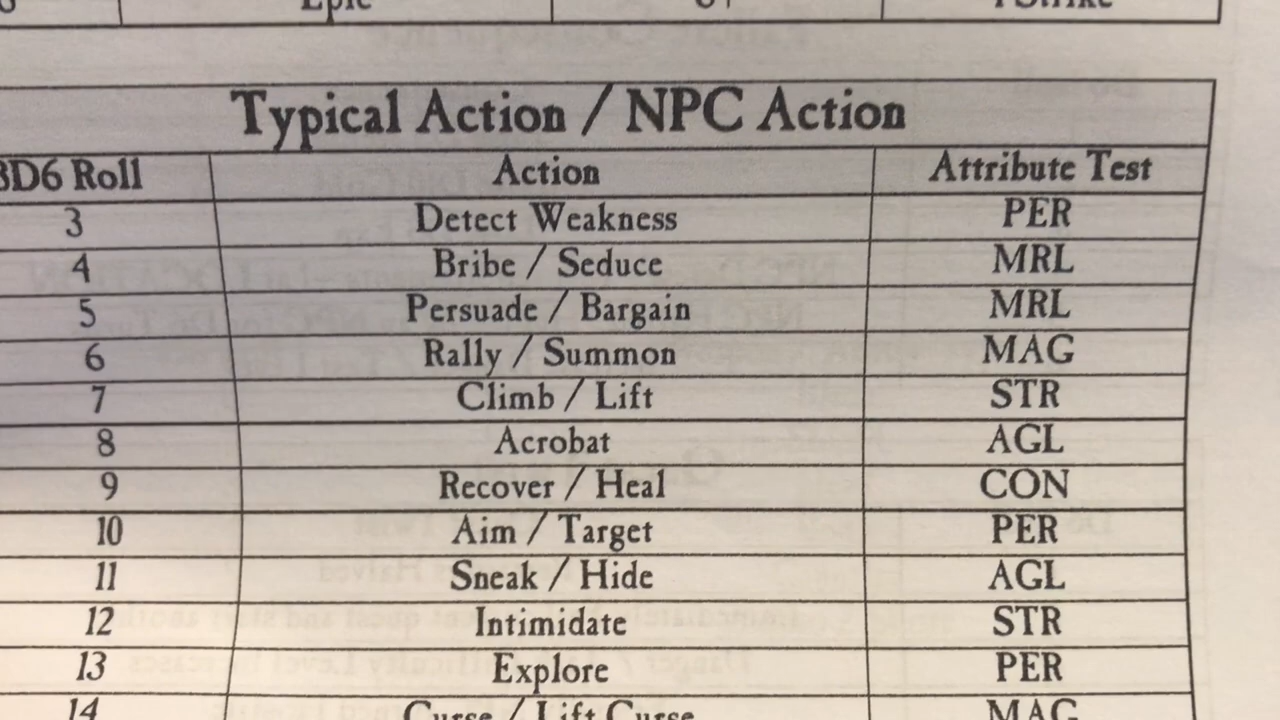 Epic
Typical Action / NPC Action
3D6 Roll Action Attribute Test
3 Detect Weakness PER
4 Bribe / Seduce MRL
5 Persuade / Bargain MRL
6 Rally / Summon MAG
7 Climb / Lift STR
8 Acrobat AGL
9 Recover / Heal CON
10 Aim / Target PER
11 Sneak / Hide AGL
12 Intimidate STR
13 Explore PER
14 Curse / Lift Curse MAG